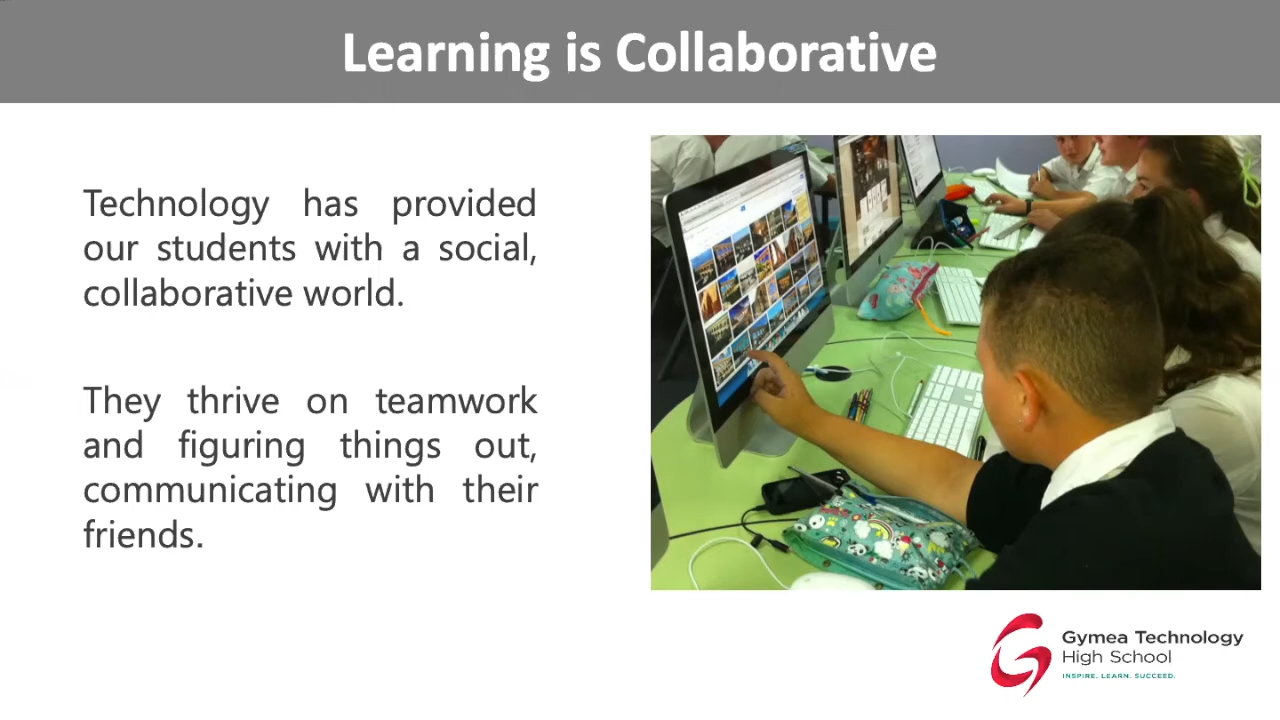 Learning is Collaborative
Technology has provided
our students with a social,
collaborative world.
They thrive on teamwork
and figuring things out,
communicating with their
friends.
Gymea Technology
High School
INSPIRE. LEARN. SUCCEED.